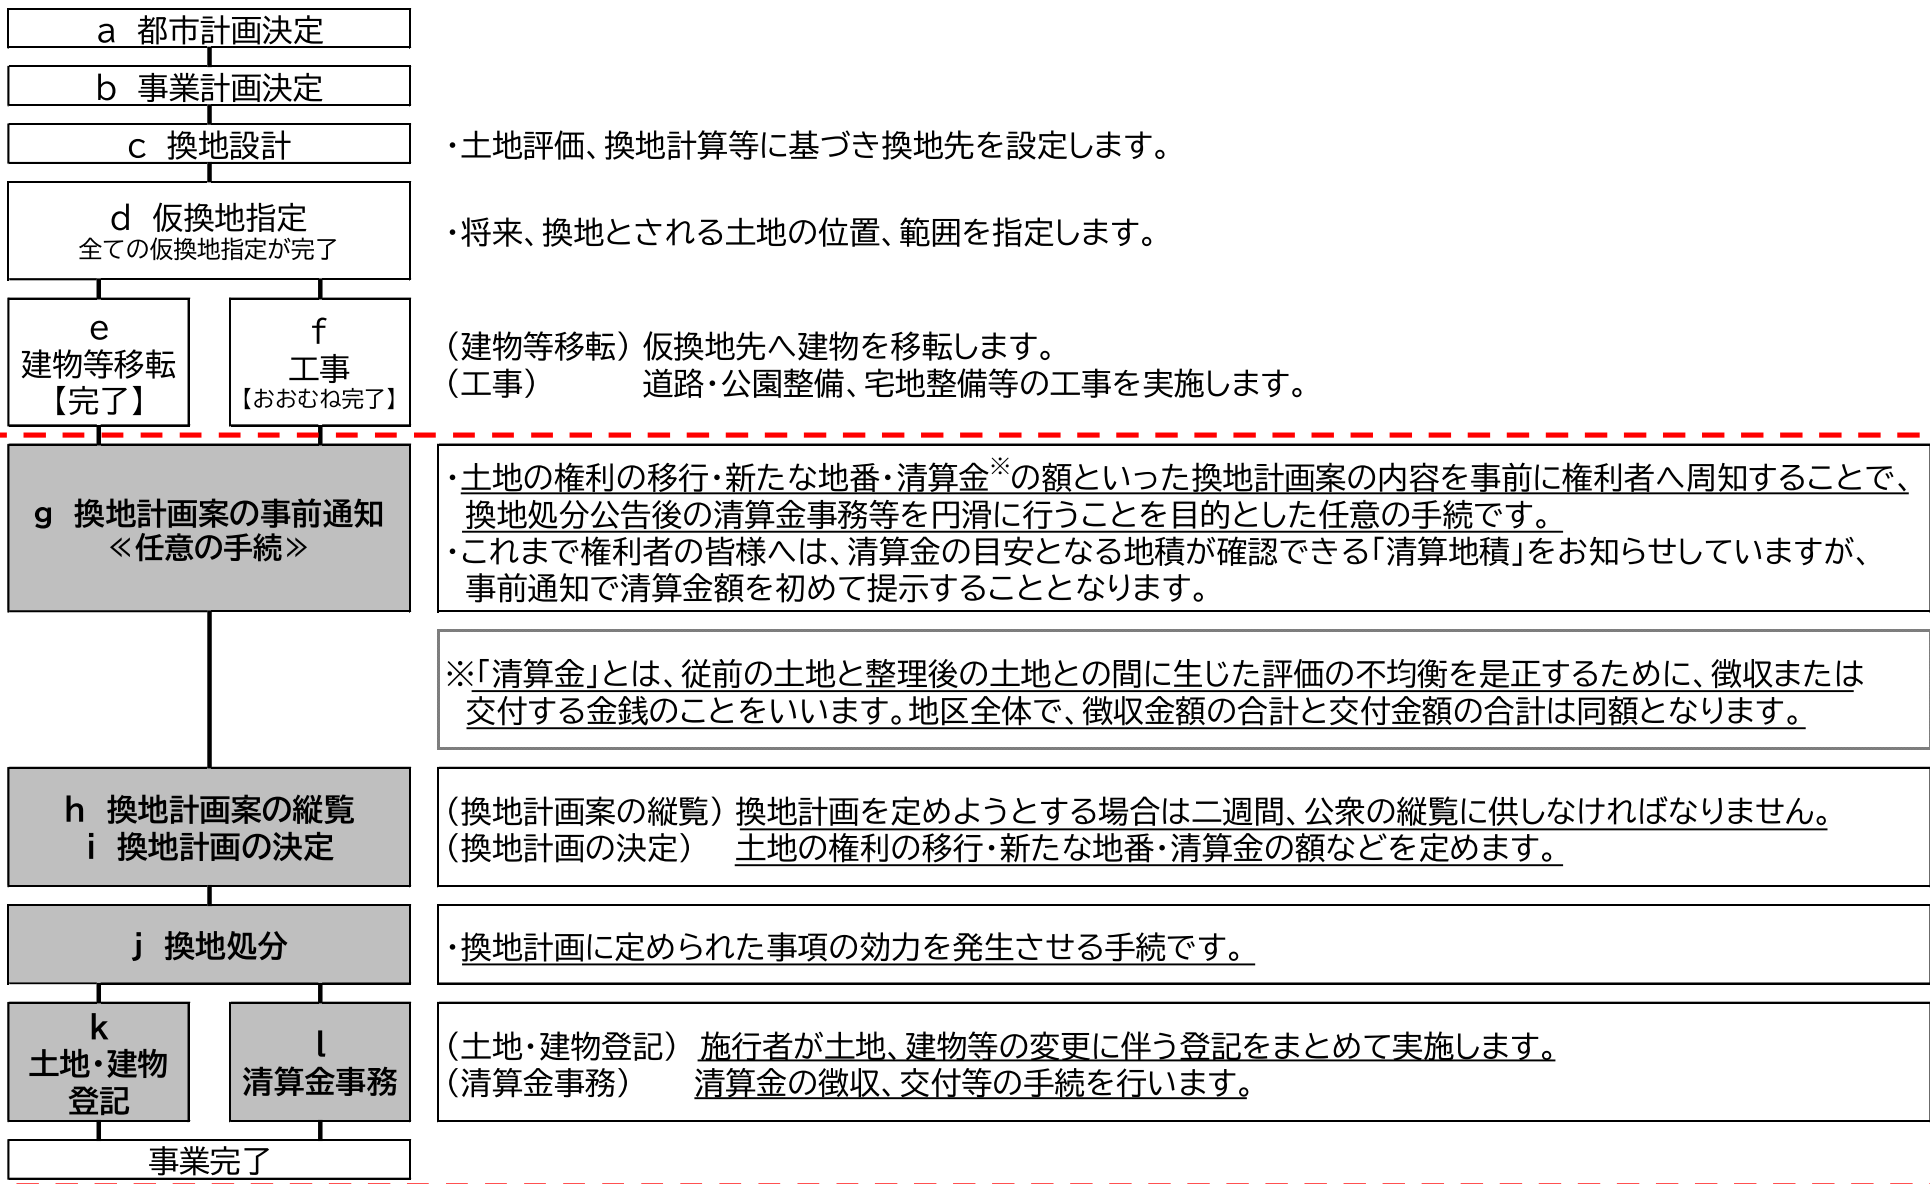 a 都市計画決定
b 事業計画決定
c 換地設計
・土地評価、換地計算等に基づき換地先を設定します。
d 仮換地指定
全ての仮換地指定が完了
・将来、換地とされる土地の位置、範囲を指定します。
e
建物等移転
【完了】
f
工事
【おおむね完了】
（建物等移転） 仮換地先へ建物を移転します。
（工事） 道路・公園整備、宅地整備等の工事を実施します。
g 換地計画案の事前通知
≪任意の手続≫
・土地の権利の移行・新たな地番・清算金※の額といった換地計画案の内容を事前に権利者へ周知することで、
換地処分公告後の清算金事務等を円滑に行うことを目的とした任意の手続です。
・これまで権利者の皆様へは、清算金の目安となる地積が確認できる「清算地積」をお知らせしていますが、
事前通知で清算金額を初めて提示することとなります。
※「清算金」とは、従前の土地と整理後の土地との間に生じた評価の不均衡を是正するために、徴収または
交付する金銭のことをいいます。地区全体で、徴収金額の合計と交付金額の合計は同額となります。
h 換地計画案の縦覧
i 換地計画の決定
（換地計画案の縦覧） 換地計画を定めようとする場合は二週間、公衆の縦覧に供しなければなりません。
（換地計画の決定） 土地の権利の移行・新たな地番・清算金の額などを定めます。
j 換地処分
・換地計画に定められた事項の効力を発生させる手続です。
k
土地・建物
登記
l
清算金事務
（土地・建物登記） 施行者が土地、建物等の変更に伴う登記をまとめて実施します。
（清算金事務） 清算金の徴収、交付等の手続を行います。
事業完了